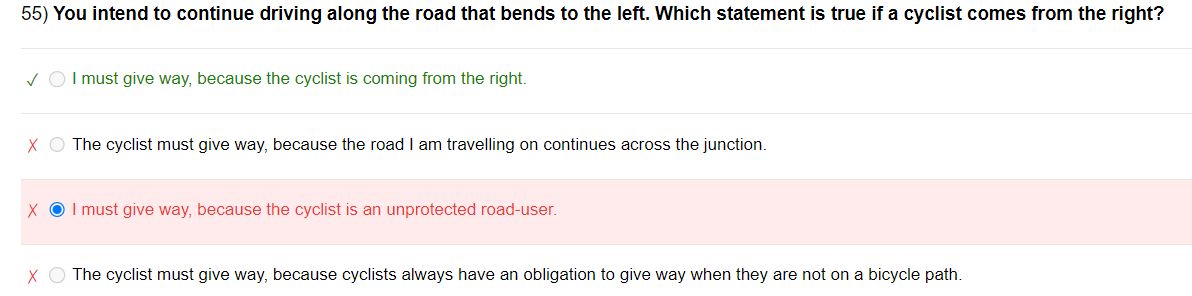 55) You intend to continue driving along the road that bends to the left. Which statement is true if a cyclist comes from the right?
✓ I must give way, because the cyclist is coming from the right.
X The cyclist must give way, because the road I am travelling on continues across the junction.
X I must give way, because the cyclist is an unprotected road-user.
X The cyclist must give way, because cyclists always have an obligation to give way when they are not on a bicycle path.